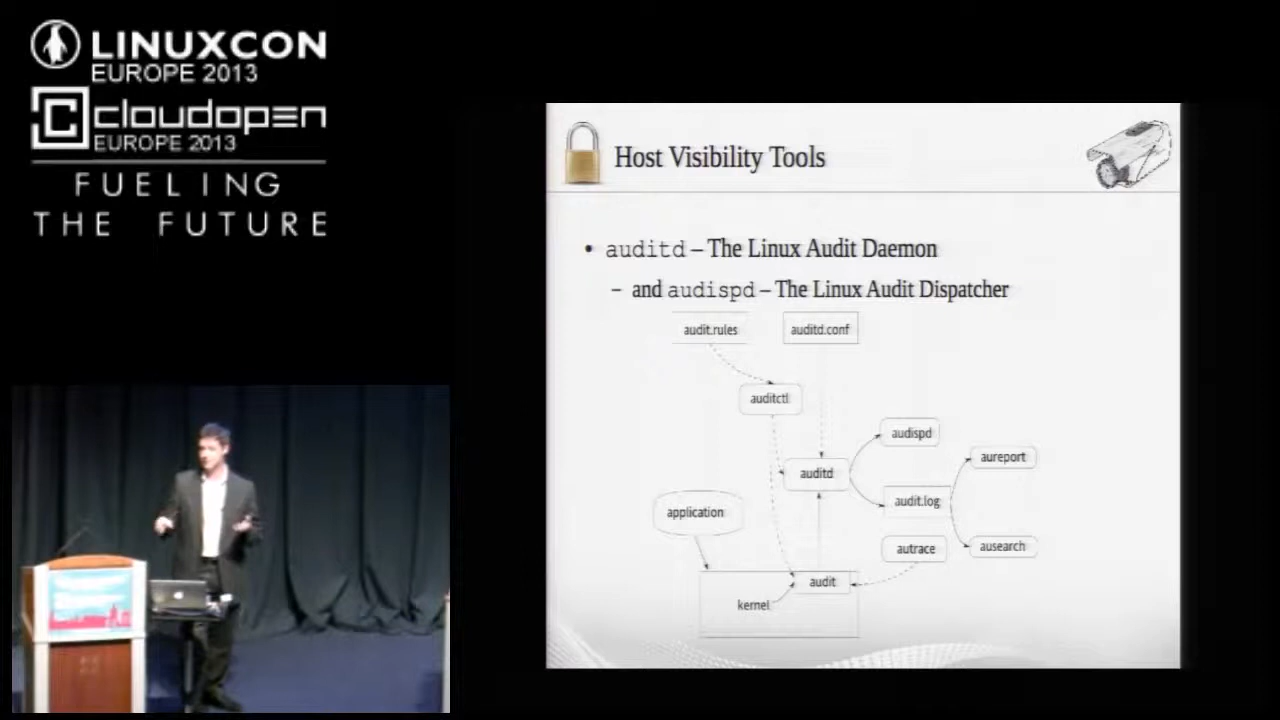 LINUXCON
EUROPE 2013
cloudopen
EUROPE 2013
FUELING
THE FUTURE
Host Visibility Tools
• auditd – The Linux Audit Daemon
– and audispd – The Linux Audit Dispatcher
audit.rules
auditd.conf
auditctl
audispd
aureport
auditd
audit.log
application
autrace
ausearch
audit
kernel